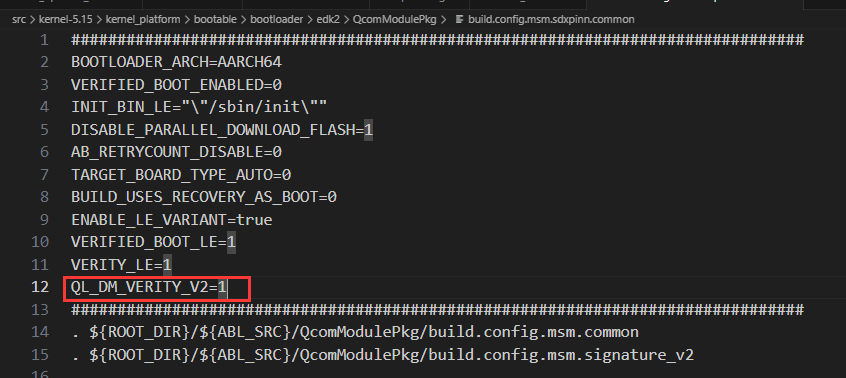 src > kernel-5.15 > kernel_platform > bootable > bootloader > edk2 > QcomModulePkg > build.config.msm.sdxpinn.common
1 ################################################################################
2 BOOTLOADER_ARCH=AARCH64
3 VERIFIED_BOOT_ENABLED=0
4 INIT_BIN_LE="\"/sbin/init\""
5 DISABLE_PARALLEL_DOWNLOAD_FLASH=1
6 AB_RETRYCOUNT_DISABLE=0
7 TARGET_BOARD_TYPE_AUTO=0
8 BUILD_USES_RECOVERY_AS_BOOT=0
9 ENABLE_LE_VARIANT=true
10 VERIFIED_BOOT_LE=1
11 VERITY_LE=1
12 QL_DM_VERITY_V2=1
13 ################################################################################
14 . ${ROOT_DIR}/${ABL_SRC}/QcomModulePkg/build.config.msm.common
15 . ${ROOT_DIR}/${ABL_SRC}/QcomModulePkg/build.config.msm.signature_v2
16